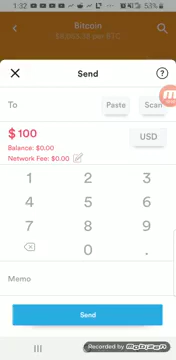 1:32
53%
Bitcoin
Send
To
Paste
Scan
$100
USD
Balance: $0.00
Network Fee: $0.00
1 2 3
4 5 6
7 8 9
0 .
Memo
Send
Recorded by
mobizen